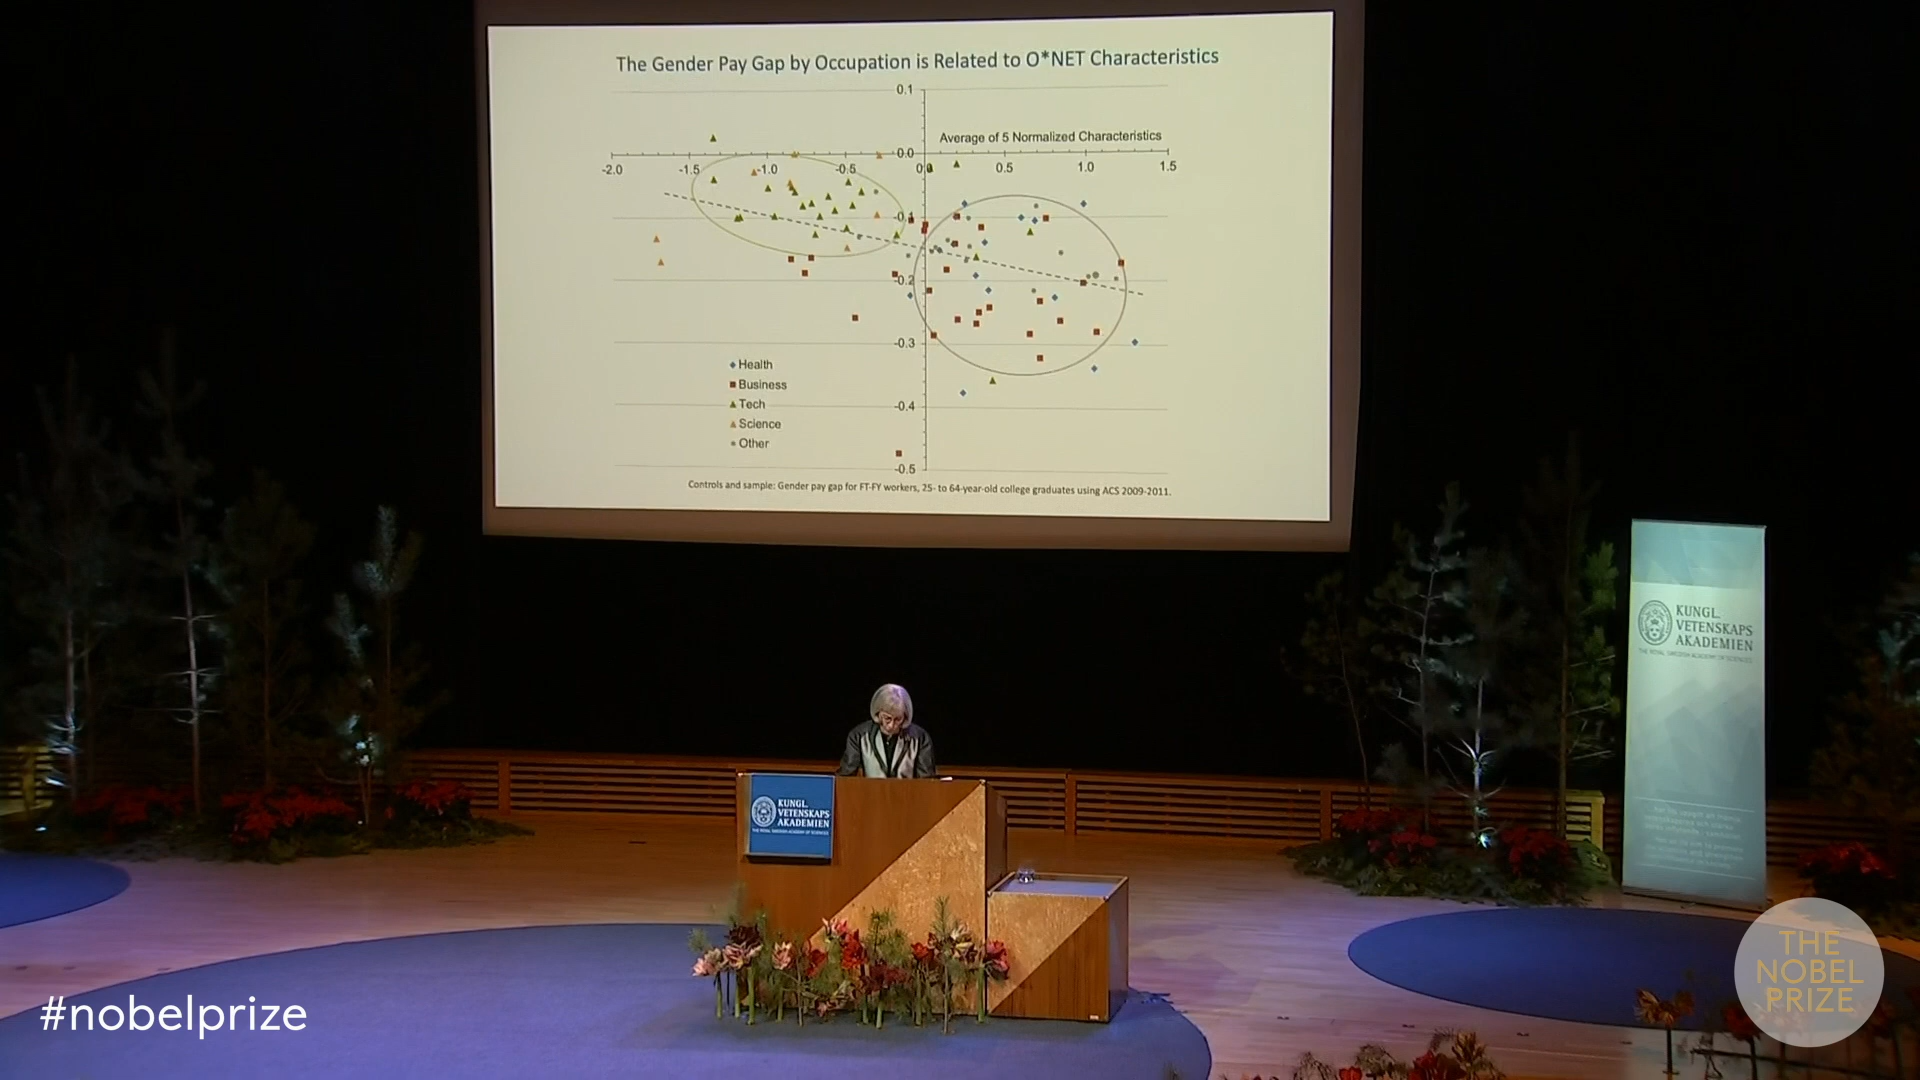 The Gender Pay Gap by Occupation is Related to O*NET Characteristics
0.1
Average of 5 Normalized Characteristics
0.0
-2.0 -1.5 -1.0 -0.5 0.0 0.5 1.0 1.5
-0.1
-0.2
-0.3
Health
Business
-0.4
Tech
Science
Other
-0.5
Controls and sample: Gender pay gap for FT-FY workers, 25- to 64-year-old college graduates using ACS 2009-2011.
KUNGL.
VETENSKAPS
AKADEMIEN
THE ROYAL SWEDISH ACADEMY OF SCIENCES
KUNGL.
VETENSKAPS
AKADEMIEN
THE ROYAL SWEDISH ACADEMY OF SCIENCES
#nobelprize
THE
NOBEL
PRIZE